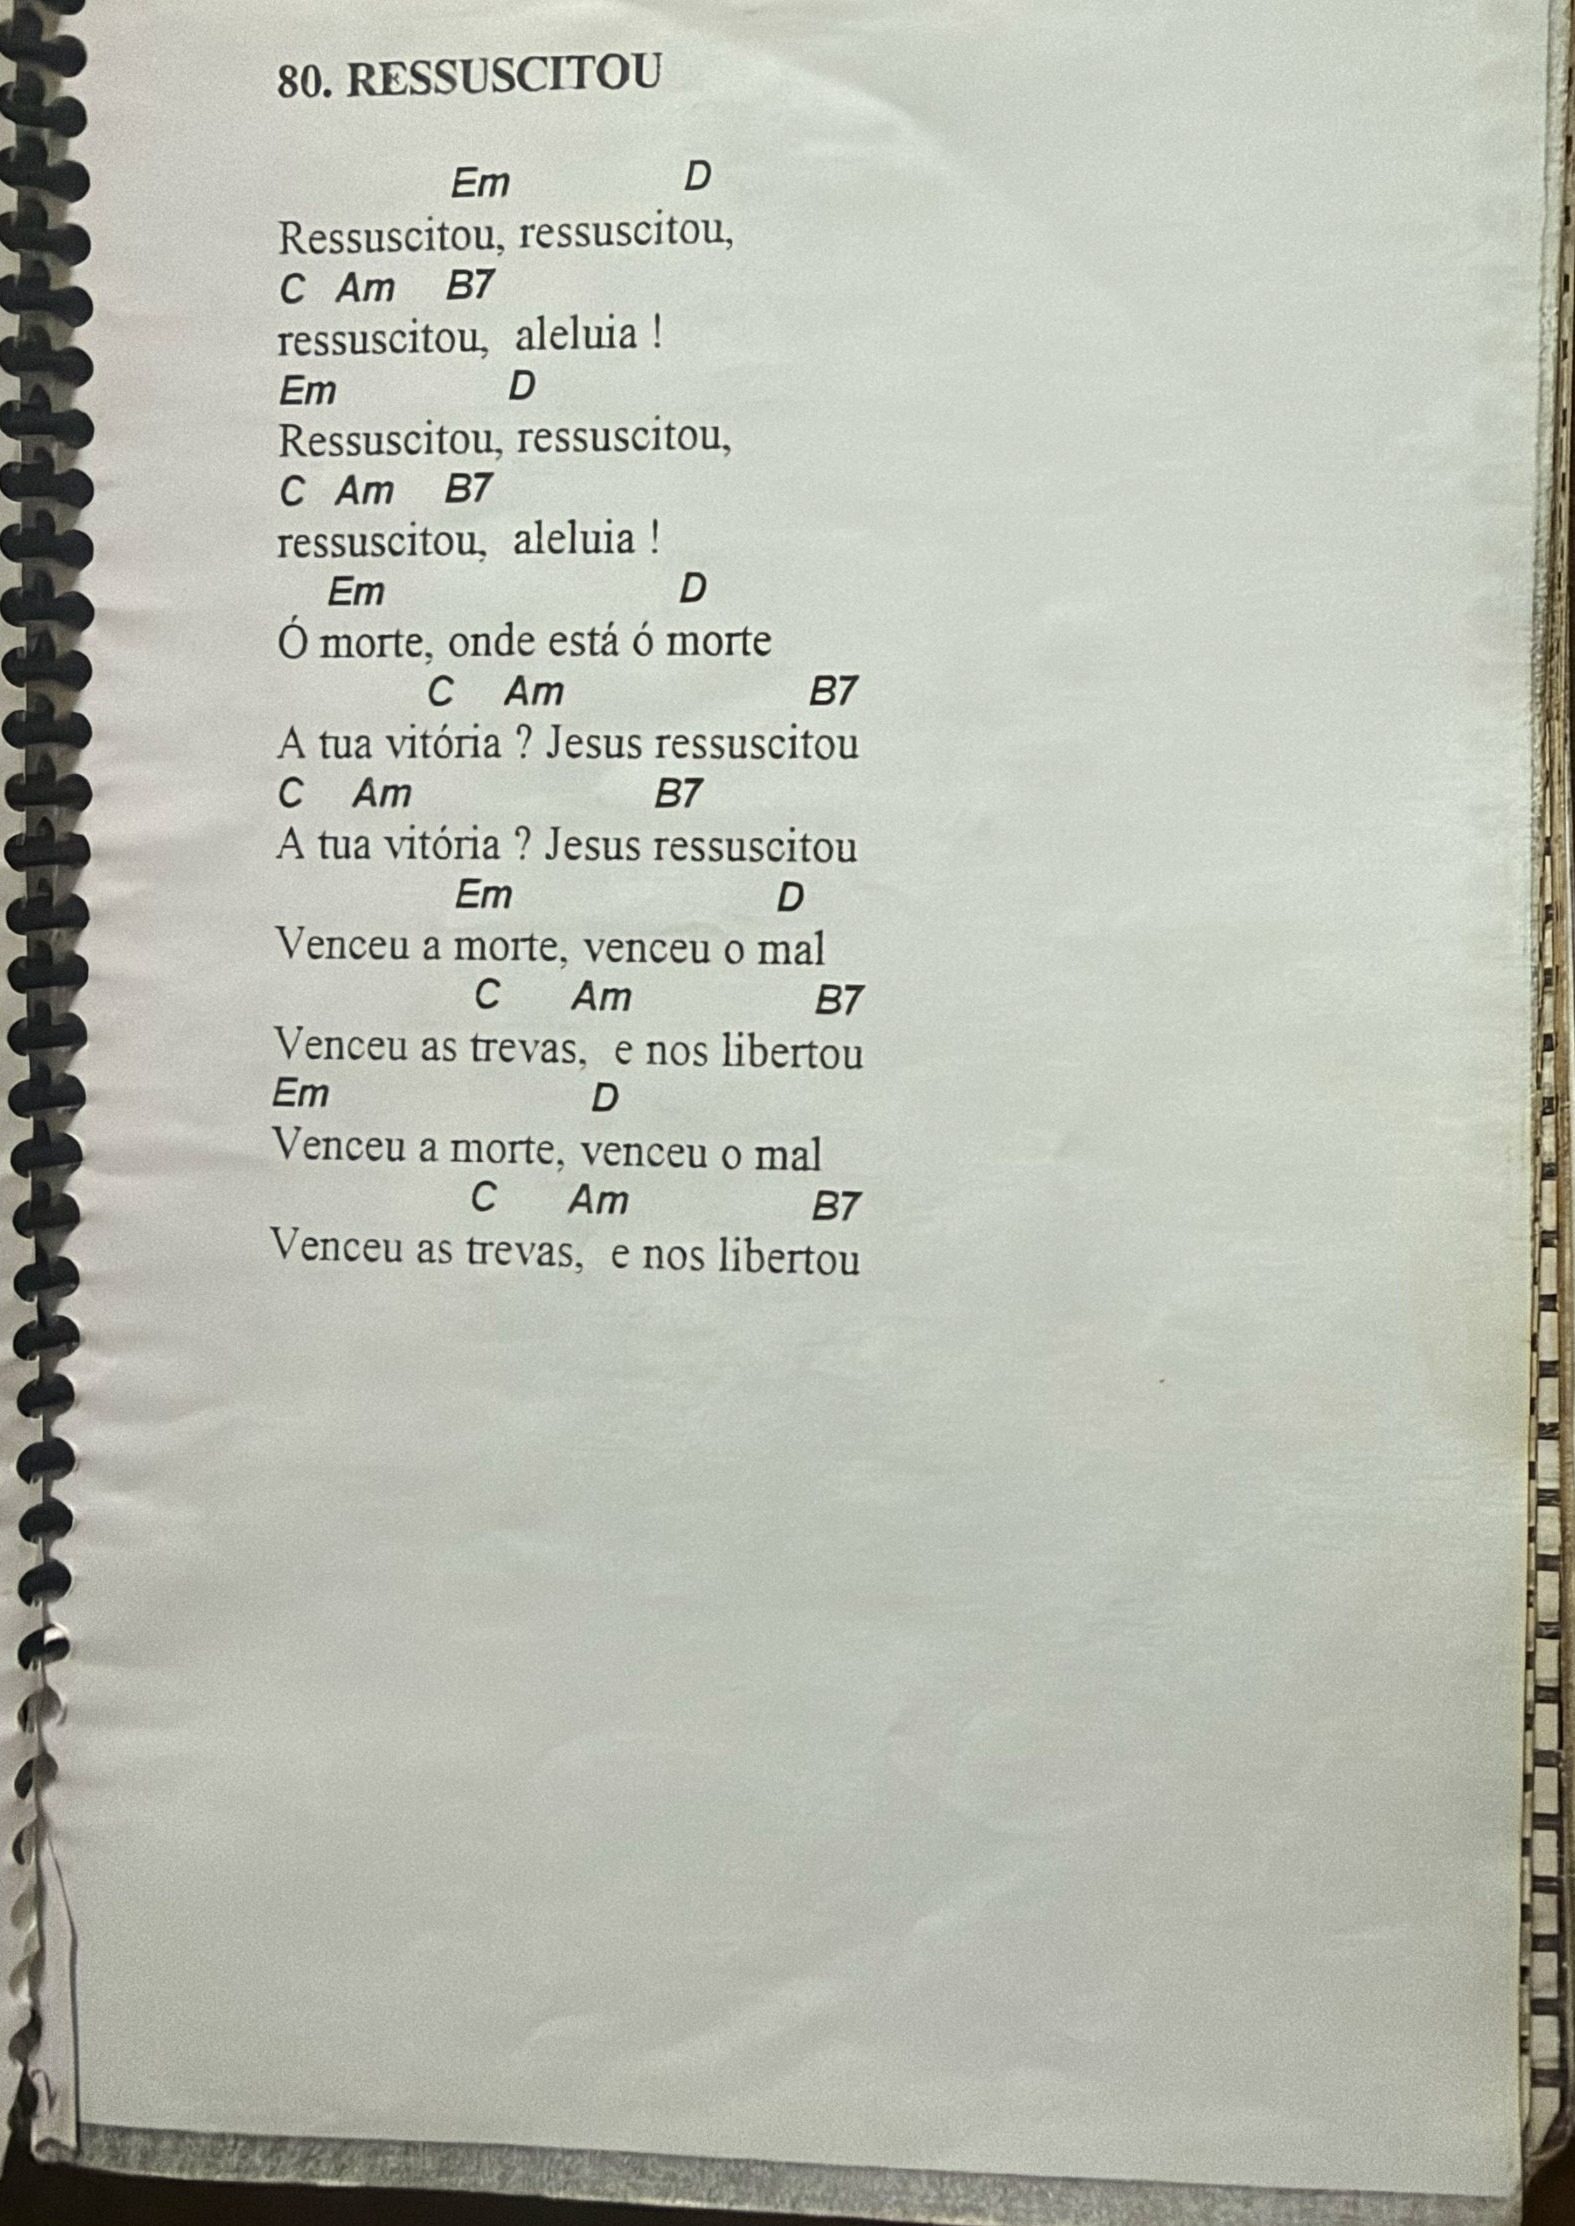 80. RESSUSCITOU
Em D
Ressuscitou, ressuscitou,
C Am B7
ressuscitou, aleluia !
Em D
Ressuscitou, ressuscitou,
C Am B7
ressuscitou, aleluia !
Em D
Ó morte, onde está ó morte
C Am B7
A tua vitória ? Jesus ressuscitou
C Am B7
A tua vitória ? Jesus ressuscitou
Em D
Venceu a morte, venceu o mal
C Am B7
Venceu as trevas, e nos libertou
Em D
Venceu a morte, venceu o mal
C Am B7
Venceu as trevas, e nos libertou